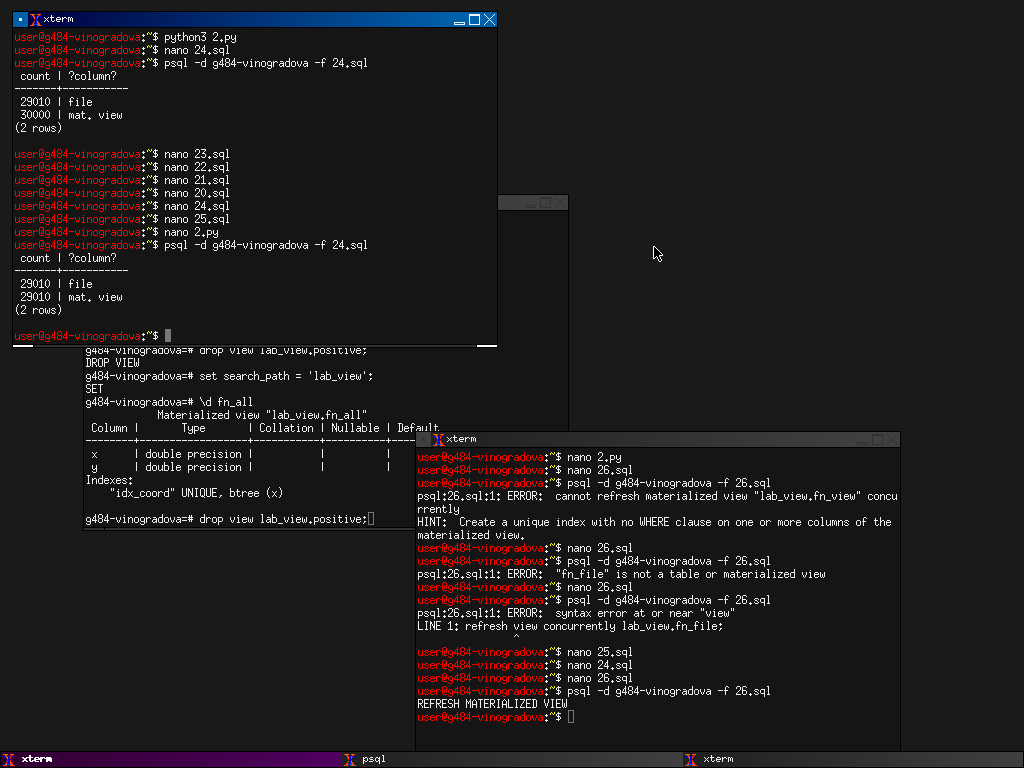 xterm
user@g484-vinogradova:~$ python3 2.py
user@g484-vinogradova:~$ nano 24.sql
user@g484-vinogradova:~$ psql -d g484-vinogradova -f 24.sql
 count | ?column?
-------+-----------
 29010 | file
 30000 | mat. view
(2 rows)

user@g484-vinogradova:~$ nano 23.sql
user@g484-vinogradova:~$ nano 22.sql
user@g484-vinogradova:~$ nano 21.sql
user@g484-vinogradova:~$ nano 20.sql
user@g484-vinogradova:~$ nano 24.sql
user@g484-vinogradova:~$ nano 25.sql
user@g484-vinogradova:~$ nano 2.py
user@g484-vinogradova:~$ psql -d g484-vinogradova -f 24.sql
 count | ?column?
-------+-----------
 29010 | file
 29010 | mat. view
(2 rows)

user@g484-vinogradova:~$
g484-vinogradova=# drop view lab_view.positive;
DROP VIEW
g484-vinogradova=# set search_path = 'lab_view';
SET
g484-vinogradova=# \d fn_all
           Materialized view "lab_view.fn_all"
 Column |       Type       | Collation | Nullable | Default
--------+------------------+-----------+----------+----
 x      | double precision |           |          |
 y      | double precision |           |          |
Indexes:
    "idx_coord" UNIQUE, btree (x)

g484-vinogradova=# drop view lab_view.positive;
xterm
user@g484-vinogradova:~$ nano 2.py
user@g484-vinogradova:~$ nano 26.sql
user@g484-vinogradova:~$ psql -d g484-vinogradova -f 26.sql
psql:26.sql:1: ERROR:  cannot refresh materialized view "lab_view.fn_view" concu
rrently
HINT:  Create a unique index with no WHERE clause on one or more columns of the
materialized view.
user@g484-vinogradova:~$ nano 26.sql
user@g484-vinogradova:~$ psql -d g484-vinogradova -f 26.sql
psql:26.sql:1: ERROR:  "fn_file" is not a table or materialized view
user@g484-vinogradova:~$ nano 26.sql
user@g484-vinogradova:~$ psql -d g484-vinogradova -f 26.sql
psql:26.sql:1: ERROR:  syntax error at or near "view"
LINE 1: refresh view concurrently lab_view.fn_file;
                ^
user@g484-vinogradova:~$ nano 25.sql
user@g484-vinogradova:~$ nano 24.sql
user@g484-vinogradova:~$ nano 26.sql
user@g484-vinogradova:~$ psql -d g484-vinogradova -f 26.sql
REFRESH MATERIALIZED VIEW
user@g484-vinogradova:~$
xterm
psql
xterm